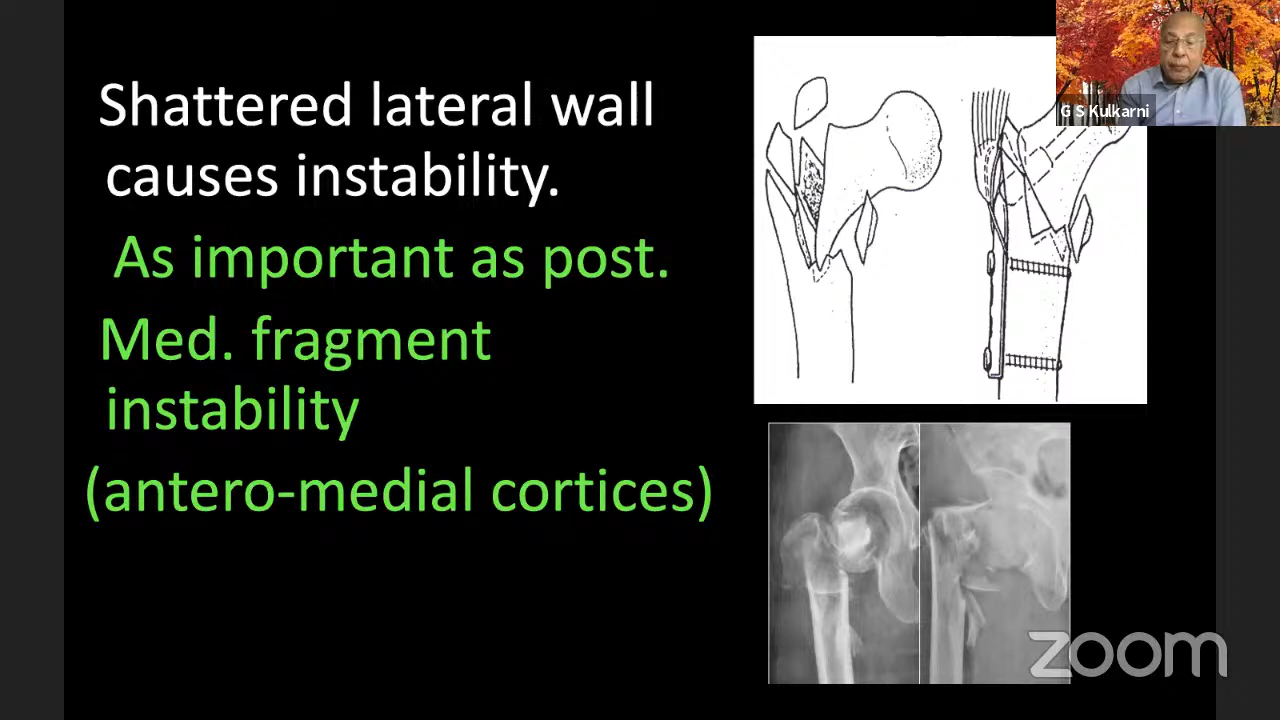 Shattered lateral wall
causes instability.
As important as post.
Med. fragment
instability
(antero-medial cortices)
G S Kulkarni
zoom